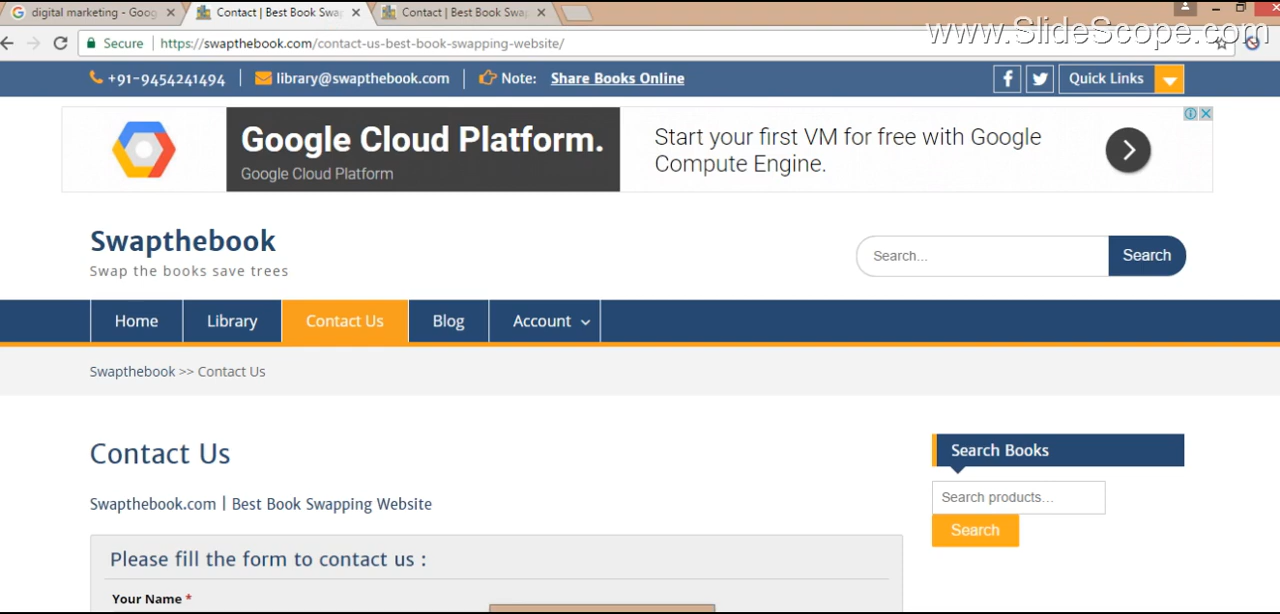 digital marketing - Goog
Contact | Best Book Swap
Contact | Best Book Swap
Secure
https://swapthebook.com/contact-us-best-book-swapping-website/
www.SlideScope.com
+91-9454241494
library@swapthebook.com
Note: Share Books Online
Quick Links
Google Cloud Platform.
Google Cloud Platform
Start your first VM for free with Google
Compute Engine.
Swapthebook
Swap the books save trees
Search...
Search
Home
Library
Contact Us
Blog
Account
Swapthebook >> Contact Us
Contact Us
Swapthebook.com | Best Book Swapping Website
Please fill the form to contact us :
Your Name *
Search Books
Search products...
Search